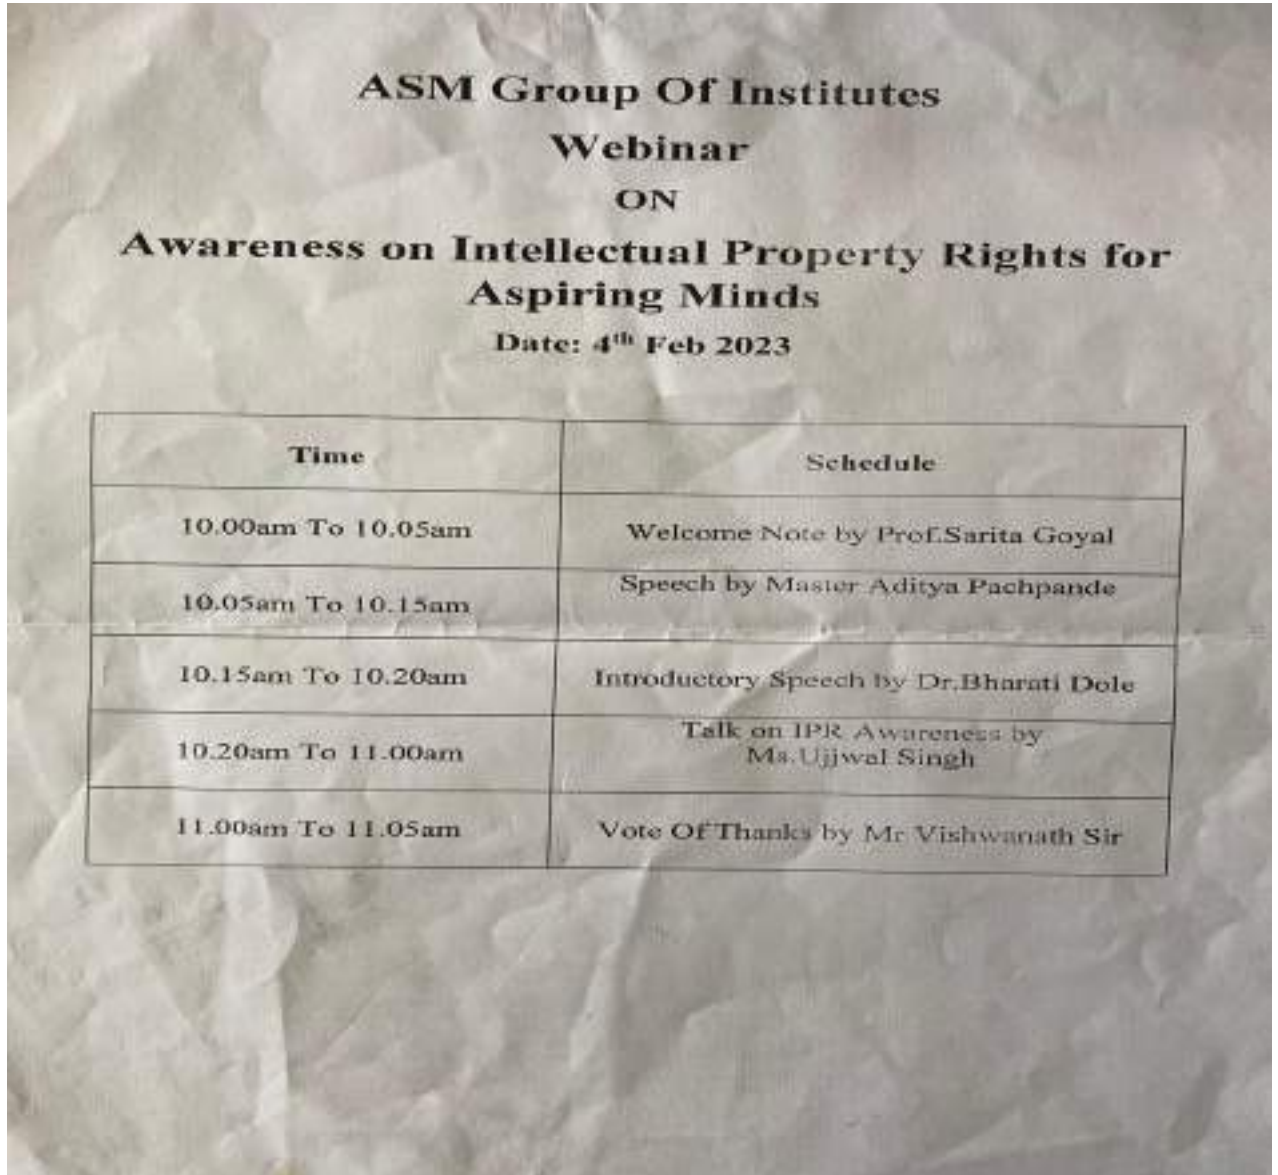 ASM Group Of Institutes
Webinar
ON
Awareness on Intellectual Property Rights for
Aspiring Minds
Date: 4th Feb 2023
Time Schedule
10.00am To 10.05am Welcome Note by Prof.Sarita Goyal
10.05am To 10.15am Speech by Master Aditya Pachpande
10.15am To 10.20am Introductory Speech by Dr.Bharati Dole
10.20am To 11.00am Talk on IPR Awareness by
Ms.Ujjwal Singh
11.00am To 11.05am Vote Of Thanks by Mr Vishwanath Sir